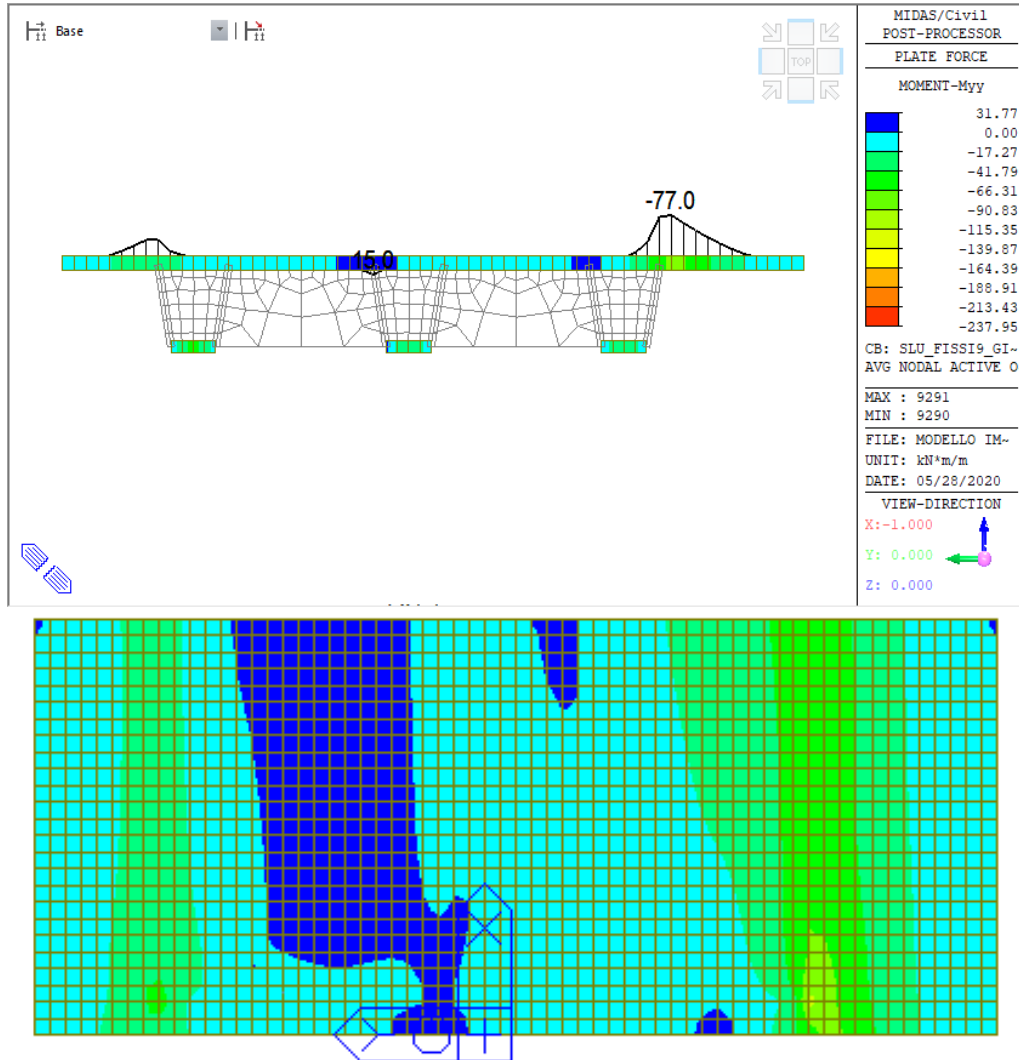 Base
TOP
-77.0
15.0
MIDAS/Civil
POST-PROCESSOR
PLATE FORCE
MOMENT-Myy
31.77
0.00
-17.27
-41.79
-66.31
-90.83
-115.35
-139.87
-164.39
-188.91
-213.43
-237.95
CB: SLU_FISSI9_GI~
AVG NODAL ACTIVE O
MAX : 9291
MIN : 9290
FILE: MODELLO IM~
UNIT: kN*m/m
DATE: 05/28/2020
VIEW-DIRECTION
X:-1.000
Y: 0.000
Z: 0.000